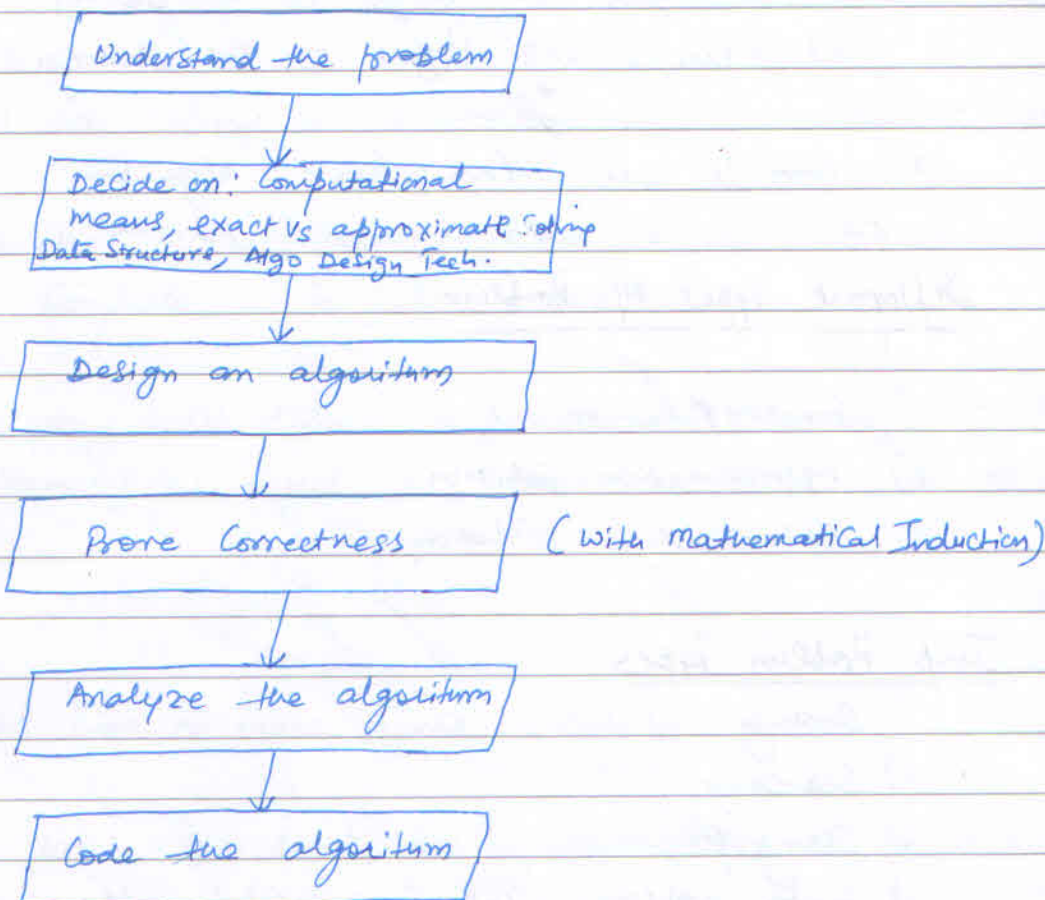 Understand the problem
Decide on: Computational
means, exact vs approximate solving
Data Structure, Algo Design Tech.
Design an algorithm
Prove Correctness (with Mathematical Induction)
Analyze the algorithm
Code the algorithm